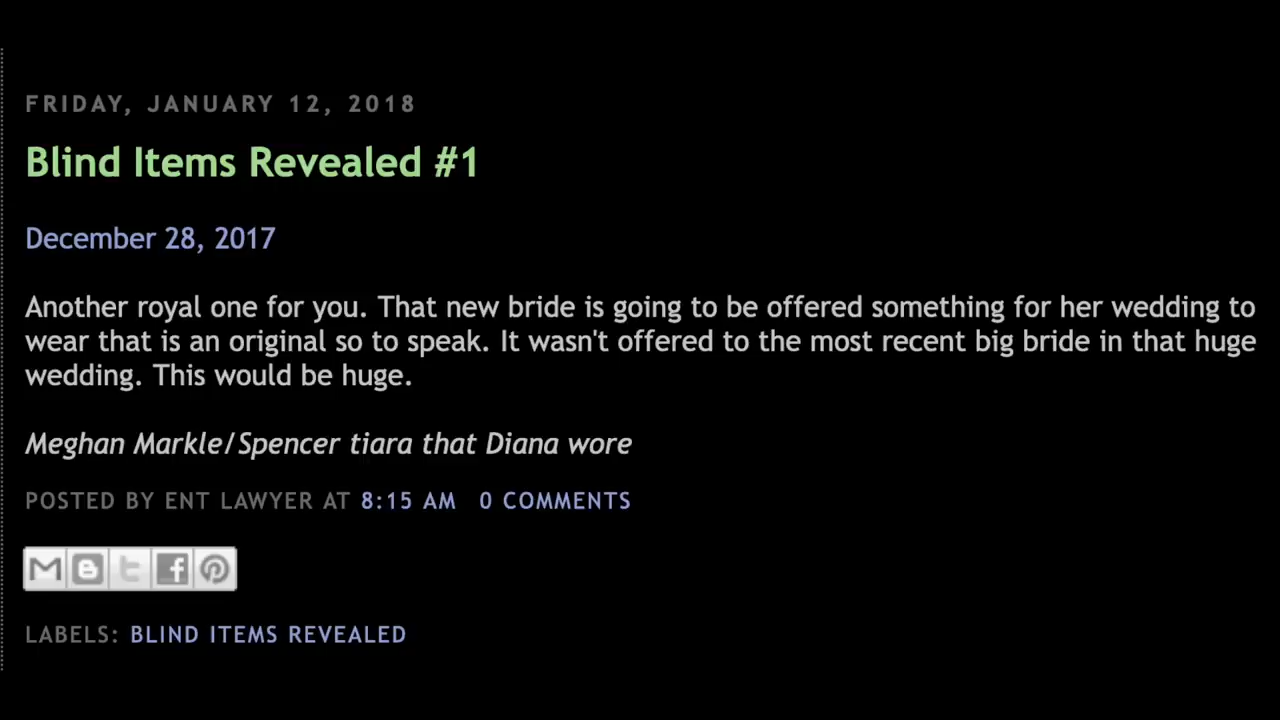 FRIDAY, JANUARY 12, 2018
Blind Items Revealed #1
December 28, 2017
Another royal one for you. That new bride is going to be offered something for her wedding to
wear that is an original so to speak. It wasn't offered to the most recent big bride in that huge
wedding. This would be huge.
Meghan Markle/Spencer tiara that Diana wore
POSTED BY ENT LAWYER AT 8:15 AM 0 COMMENTS
LABELS: BLIND ITEMS REVEALED